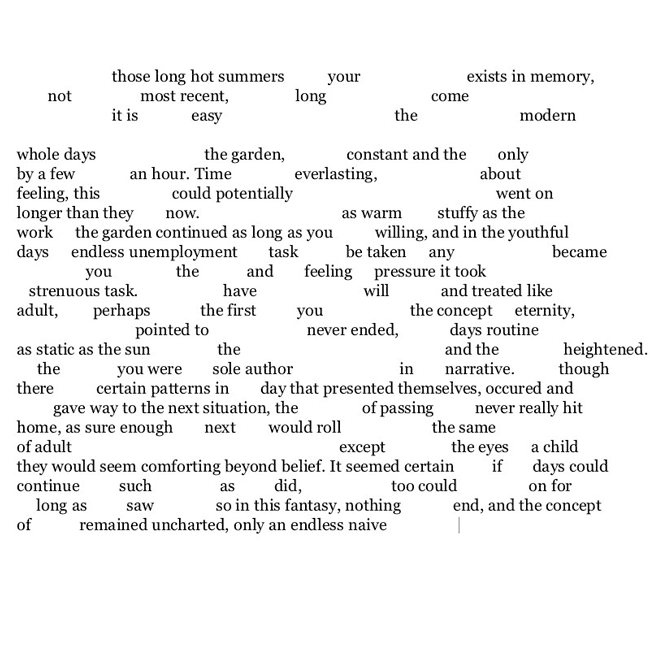 those long hot summers your exists in memory,
not most recent, long come
it is easy the modern
whole days the garden, constant and the only
by a few an hour. Time everlasting, about
feeling, this could potentially went on
longer than they now. as warm stuffy as the
work the garden continued as long as you willing, and in the youthful
days endless unemployment task be taken any became
you the and feeling pressure it took
strenuous task. have will and treated like
adult, perhaps the first you the concept eternity,
pointed to never ended, days routine
as static as the sun the and the heightened.
the you were sole author in narrative. though
there certain patterns in day that presented themselves, occured and
gave way to the next situation, the of passing never really hit
home, as sure enough next would roll the same
of adult except the eyes a child
they would seem comforting beyond belief. It seemed certain if days could
continue such as did, too could on for
long as saw so in this fantasy, nothing end, and the concept
of remained uncharted, only an endless naive